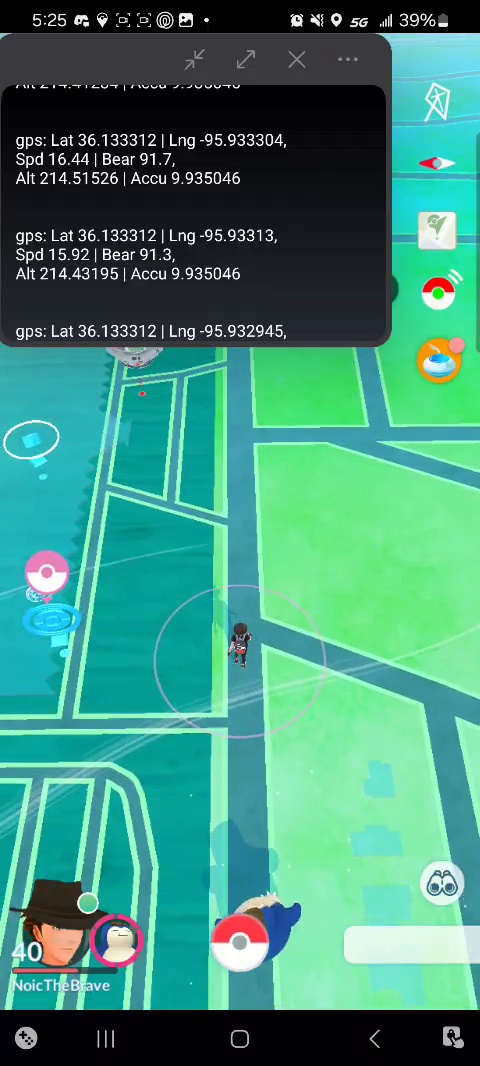 5:25
5G
39%
gps: Lat 36.133312 | Lng -95.933304,
Spd 16.44 | Bear 91.7,
Alt 214.51526 | Accu 9.935046
gps: Lat 36.133312 | Lng -95.93313,
Spd 15.92 | Bear 91.3,
Alt 214.43195 | Accu 9.935046
gps: Lat 36.133312 | Lng -95.932945,
40
NoicTheBrave